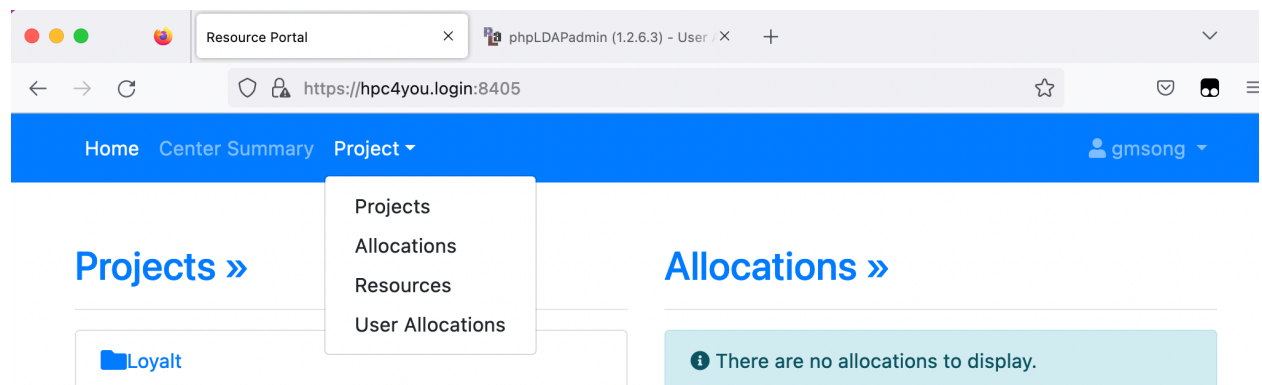 Resource Portal
phpLDAPadmin (1.2.6.3) - User
https://hpc4you.login:8405
Home Center Summary Project gmsong
Projects
Allocations
Resources
User Allocations
Projects »
Loyalt
Allocations »
There are no allocations to display.